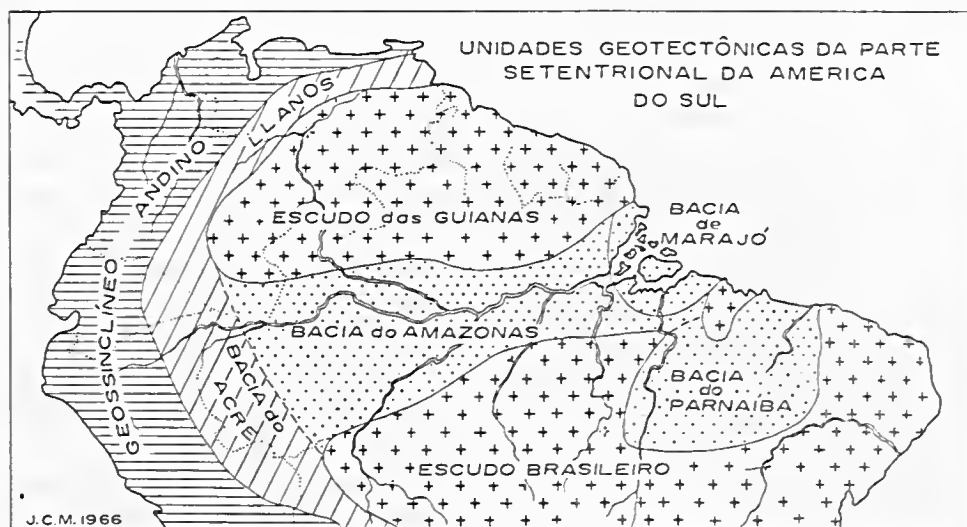 UNIDADES GEOTECTÔNICAS DA PARTE
SETENTRIONAL DA AMERICA
DO SUL
LLANOS
GEOSSINCLÍNEO ANDINO
ESCUDO das GUIANAS
BACIA
de
MARAJÓ
BACIA do AMAZONAS
BACIA do
ACRE
BACIA
do
PARNAÍBA
ESCUDO BRASILEIRO
J.C.M. 1966